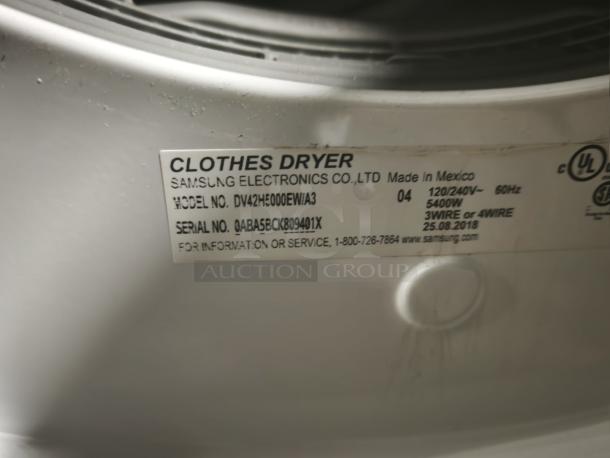 CLOTHES DRYER
SAMSUNG ELECTRONICS CO.,LTD Made in Mexico
MODEL NO. DV42H5000EW/A3 04 120/240V~ 60Hz
5400W
3WIRE or 4WIRE
SERIAL NO. 0ABA5BCK809401X 25.08.2018
FOR INFORMATION OR SERVICE, 1-800-726-7864 www.samsung.com
C UL
AUCTION GROUP